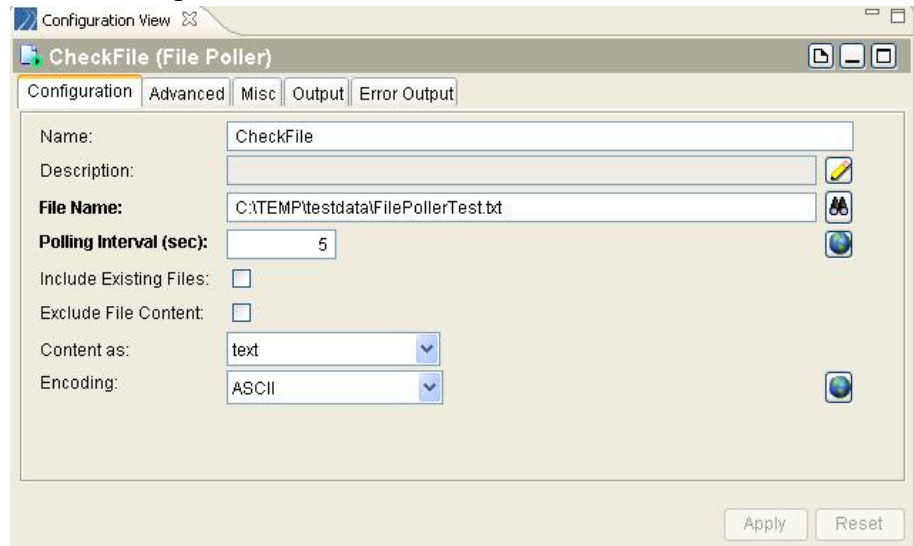 Configuration View
CheckFile (File Poller)
Configuration Advanced Misc Output Error Output
Name: CheckFile
Description:
File Name: C:\TEMP\testdata\FilePollerTest.txt
Polling Interval (sec): 5
Include Existing Files:
Exclude File Content:
Content as: text
Encoding: ASCII
Apply Reset